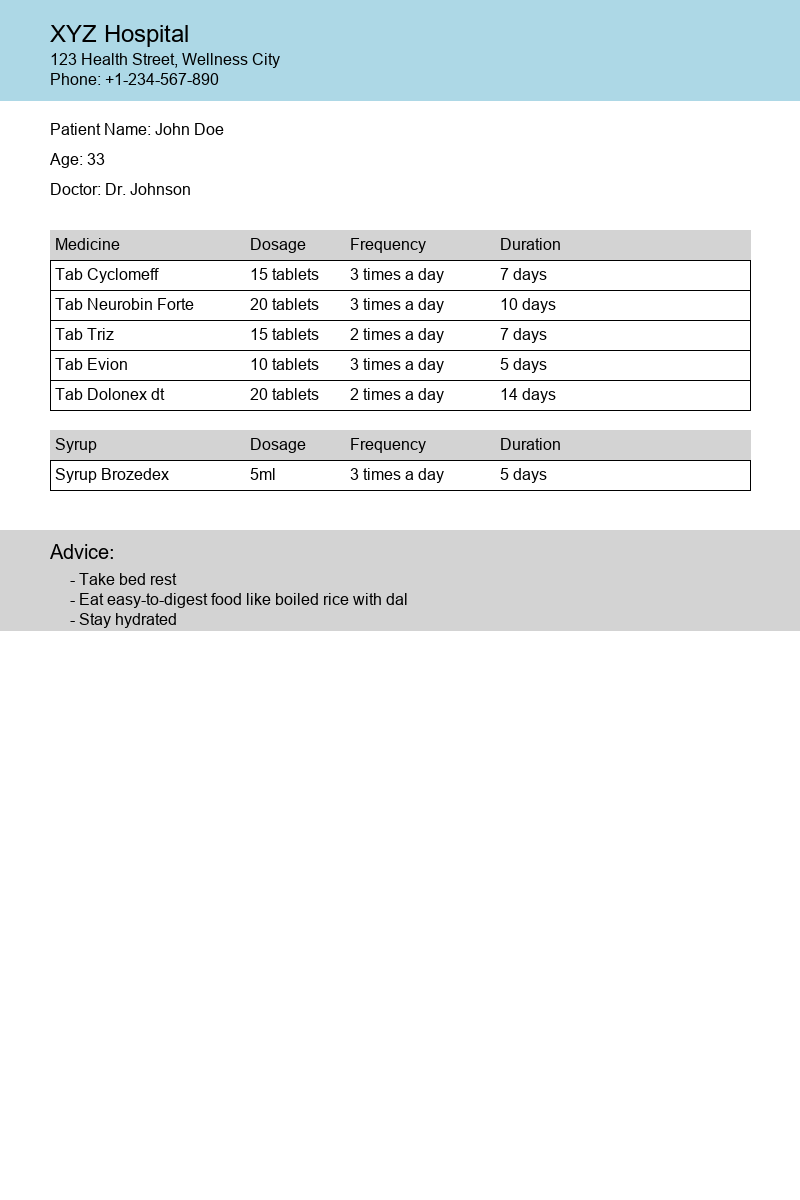 XYZ Hospital
123 Health Street, Wellness City
Phone: +1-234-567-890
Patient Name: John Doe
Age: 33
Doctor: Dr. Johnson
Medicine Dosage Frequency Duration
Tab Cyclomeff 15 tablets 3 times a day 7 days
Tab Neurobin Forte 20 tablets 3 times a day 10 days
Tab Triz 15 tablets 2 times a day 7 days
Tab Evion 10 tablets 3 times a day 5 days
Tab Dolonex dt 20 tablets 2 times a day 14 days
Syrup Dosage Frequency Duration
Syrup Brozedex 5ml 3 times a day 5 days
Advice:
- Take bed rest
- Eat easy-to-digest food like boiled rice with dal
- Stay hydrated